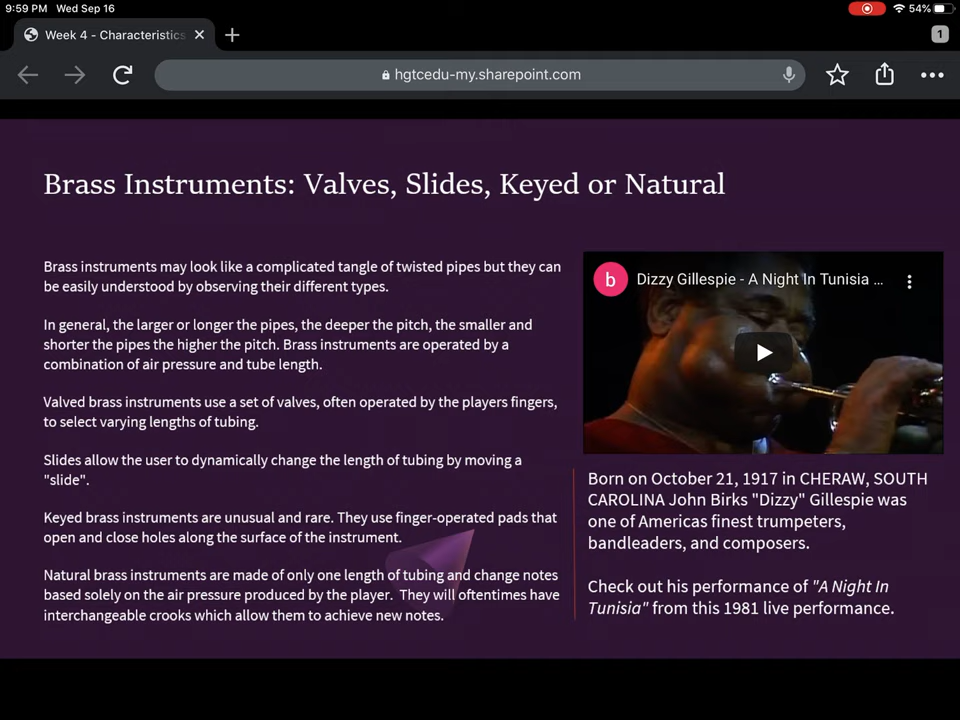 9:59 PM Wed Sep 16
54%
Week 4 - Characteristics
1
hgtcedu-my.sharepoint.com
Brass Instruments: Valves, Slides, Keyed or Natural
Brass instruments may look like a complicated tangle of twisted pipes but they can
be easily understood by observing their different types.
In general, the larger or longer the pipes, the deeper the pitch, the smaller and
shorter the pipes the higher the pitch. Brass instruments are operated by a
combination of air pressure and tube length.
Valved brass instruments use a set of valves, often operated by the players fingers,
to select varying lengths of tubing.
Slides allow the user to dynamically change the length of tubing by moving a
"slide".
Keyed brass instruments are unusual and rare. They use finger-operated pads that
open and close holes along the surface of the instrument.
Natural brass instruments are made of only one length of tubing and change notes
based solely on the air pressure produced by the player. They will oftentimes have
interchangeable crooks which allow them to achieve new notes.
b
Dizzy Gillespie - A Night In Tunisia ...
Born on October 21, 1917 in CHERAW, SOUTH
CAROLINA John Birks "Dizzy" Gillespie was
one of Americas finest trumpeters,
bandleaders, and composers.
Check out his performance of "A Night In
Tunisia" from this 1981 live performance.